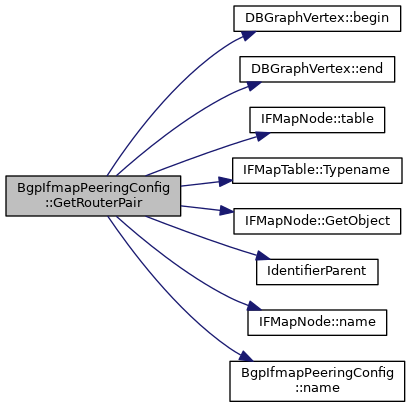 DBGraphVertex::begin
DBGraphVertex::end
IFMapNode::table
IFMapTable::Typename
BgpIfmapPeeringConfig
::GetRouterPair
IFMapNode::GetObject
IdentifierParent
IFMapNode::name
BgpIfmapPeeringConfig
::name